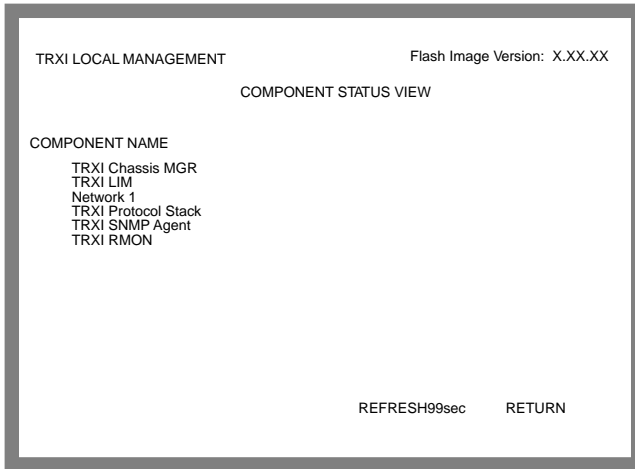 TRXI LOCAL MANAGEMENT Flash Image Version: X.XX.XX
COMPONENT STATUS VIEW
COMPONENT NAME
TRXI Chassis MGR
TRXI LIM
Network 1
TRXI Protocol Stack
TRXI SNMP Agent
TRXI RMON
REFRESH99sec RETURN